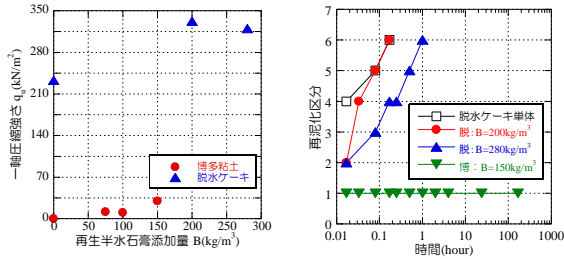 350
280
210
140
70
0
一軸圧縮強さ qu(kN/m²)
博多粘土
脱水ケーキ
0 50 100 150 200 250 300
再生半水石膏添加量 B(kg/m³)
7
6
5
4
3
2
1
0
再泥化区分
脱水ケーキ単体
脱：B=200kg/m³
脱：B=280kg/m³
博：B=150kg/m³
0.01 0.1 1 10 100 1000
時間(hour)